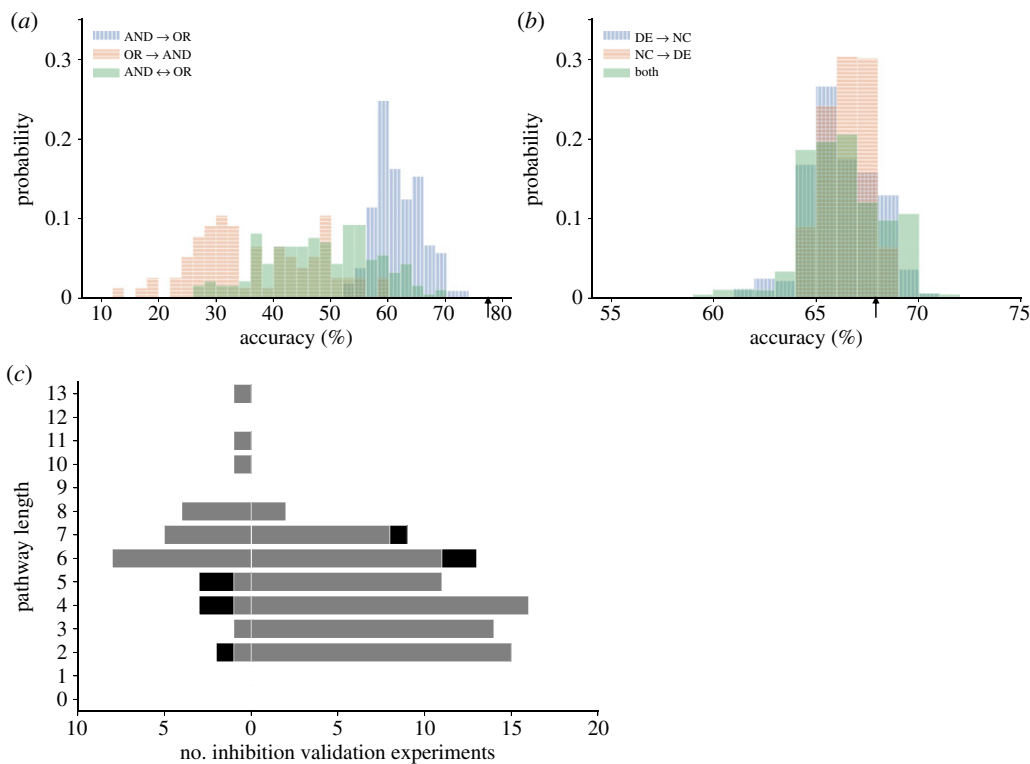 (a)
AND → OR
OR → AND
AND ↔ OR
0.3
0.2
0.1
0
probability
10 20 30 40 50 60 70 80
accuracy (%)
(b)
DE → NC
NC → DE
both
0.3
0.2
0.1
0
probability
55 60 65 70 75
accuracy (%)
(c)
13
12
11
10
9
8
7
6
5
4
3
2
1
0
pathway length
10 5 0 5 10 15 20
no. inhibition validation experiments